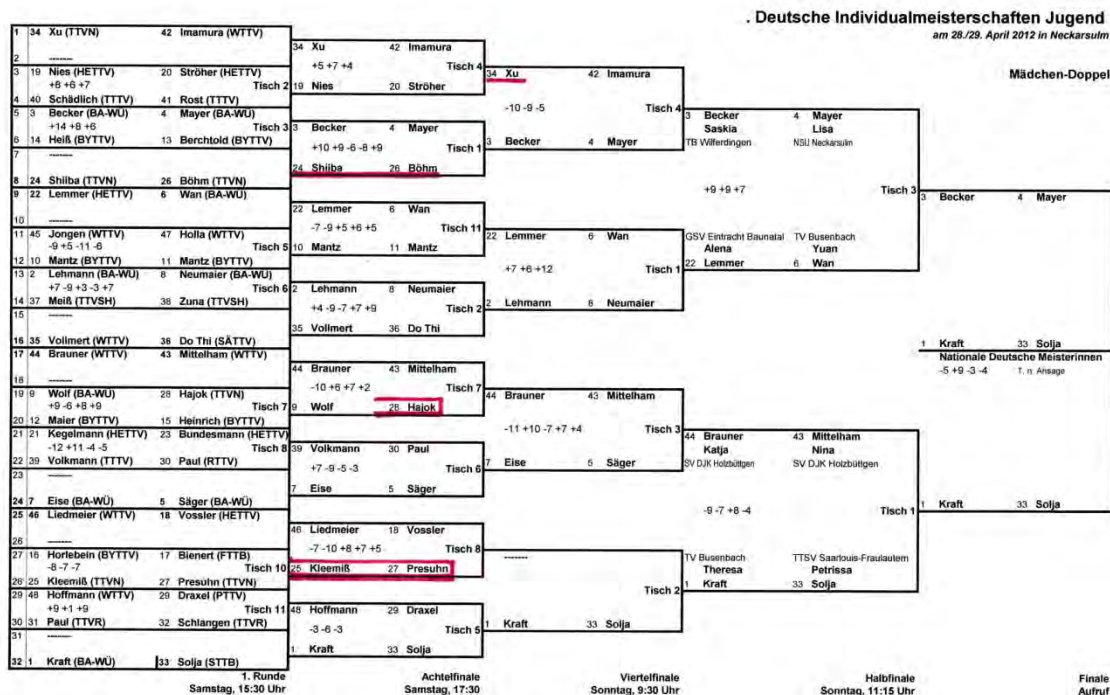 . Deutsche Individualmeisterschaften Jugend
am 28./29. April 2012 in Neckarsulm
Mädchen-Doppel
1 34 Xu (TTVN) 42 Imamura (WTTV)
2 -------
3 19 Nies (HETTV) 20 Ströher (HETTV)
+8 +6 +7 Tisch 2
4 40 Schädlich (TTTV) 41 Rost (TTTV)
5 3 Becker (BA-WÜ) 4 Mayer (BA-WÜ)
+14 +8 +6 Tisch 3
6 14 Heiß (BYTTV) 13 Berchtold (BYTTV)
7 -------
8 24 Shiiba (TTVN) 26 Böhm (TTVN)
9 22 Lemmer (HETTV) 6 Wan (BA-WÜ)
10 -------
11 45 Jongen (WTTV) 47 Holla (WTTV)
-9 +5 -11 -6 Tisch 5
12 10 Mantz (BYTTV) 11 Mantz (BYTTV)
13 2 Lehmann (BA-WÜ) 8 Neumaier (BA-WÜ)
+7 -9 +3 -3 +7 Tisch 6
14 37 Meiß (TTVSH) 38 Zuna (TTVSH)
15 -------
16 35 Vollmert (WTTV) 36 Do Thi (SÄTTV)
17 44 Brauner (WTTV) 43 Mittelham (WTTV)
18 -------
19 9 Wolf (BA-WÜ) 28 Hajok (TTVN)
+9 -6 +8 +9 Tisch 7
20 12 Maier (BYTTV) 15 Heinrich (BYTTV)
21 21 Kegelmann (HETTV) 23 Bundesmann (HETTV)
-12 +11 -4 -5 Tisch 8
22 39 Volkmann (TTTV) 30 Paul (RTTV)
23 -------
24 7 Eise (BA-WÜ) 5 Säger (BA-WÜ)
25 46 Liedmeier (WTTV) 18 Vossler (HETTV)
26 -------
27 16 Horlebein (BYTTV) 17 Bienert (FTTB)
-8 -7 -7 Tisch 10
28 25 Kleemiß (TTVN) 27 Presuhn (TTVN)
29 48 Hoffmann (WTTV) 29 Draxel (PTTV)
+9 +1 +9 Tisch 11
30 31 Paul (TTVR) 32 Schlangen (TTVR)
31 -------
32 1 Kraft (BA-WÜ) 33 Solja (STTB)
1. Runde
Samstag, 15:30 Uhr
34 Xu 42 Imamura
+5 +7 +4 Tisch 4
19 Nies 20 Ströher
3 Becker 4 Mayer
+10 +9 -6 -8 +9 Tisch 1
24 Shiiba 26 Böhm
22 Lemmer 6 Wan
-7 -9 +5 +6 +5 Tisch 11
10 Mantz 11 Mantz
2 Lehmann 8 Neumaier
+4 -9 -7 +7 +9 Tisch 2
35 Vollmert 36 Do Thi
44 Brauner 43 Mittelham
-10 +6 +7 +2 Tisch 7
9 Wolf 28 Hajok
39 Volkmann 30 Paul
+7 -9 -5 -3 Tisch 6
7 Eise 5 Säger
46 Liedmeier 18 Vossler
-7 -10 +8 +7 +5 Tisch 8
25 Kleemiß 27 Presuhn
48 Hoffmann 29 Draxel
-3 -6 -3 Tisch 5
1 Kraft 33 Solja
Achtelfinale
Samstag, 17:30
34 Xu 42 Imamura
-10 -9 -5 Tisch 4
3 Becker 4 Mayer
22 Lemmer 6 Wan
+7 +6 +12 Tisch 1
2 Lehmann 8 Neumaier
44 Brauner 43 Mittelham
-11 +10 -7 +7 +4 Tisch 3
7 Eise 5 Säger
-------
Tisch 2
1 Kraft 33 Solja
Viertelfinale
Sonntag, 9:30 Uhr
3 Becker 4 Mayer
Saskia Lisa
TB Wilferdingen NSU Neckarsulm
+9 +9 +7 Tisch 3
GSV Eintracht Baunatal TV Busenbach
Alena Yuan
22 Lemmer 6 Wan
44 Brauner 43 Mittelham
Katja Nina
SV DJK Holzbüttgen SV DJK Holzbüttgen
-9 -7 +8 -4 Tisch 1
TV Busenbach TTSV Saarlouis-Fraulautern
Theresa Petrissa
1 Kraft 33 Solja
Halbfinale
Sonntag, 11:15 Uhr
3 Becker 4 Mayer
1 Kraft 33 Solja
Nationale Deutsche Meisterinnen
-5 +9 -3 -4 T. n. Ansage
1 Kraft 33 Solja
Finale
Aufruf